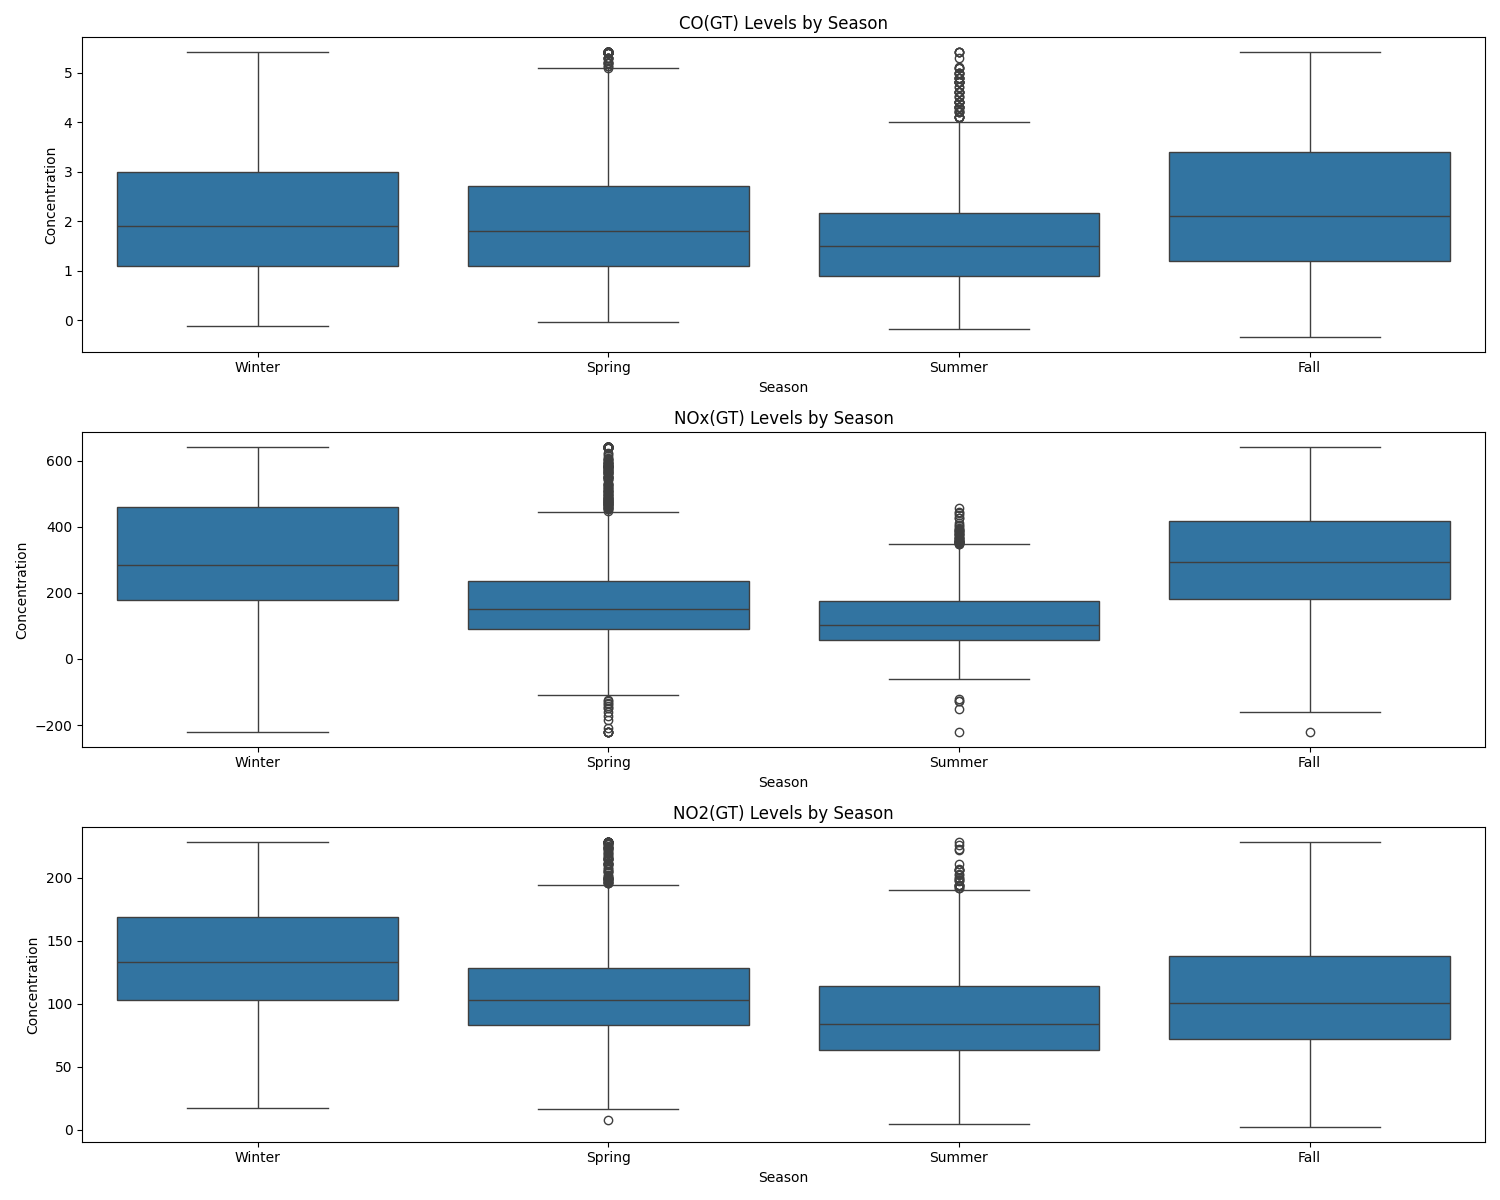 CO(GT) Levels by Season
Concentration
5
4
3
2
1
0
Winter Spring Summer Fall
Season
NOx(GT) Levels by Season
Concentration
600
400
200
0
−200
Winter Spring Summer Fall
Season
NO2(GT) Levels by Season
Concentration
200
150
100
50
0
Winter Spring Summer Fall
Season